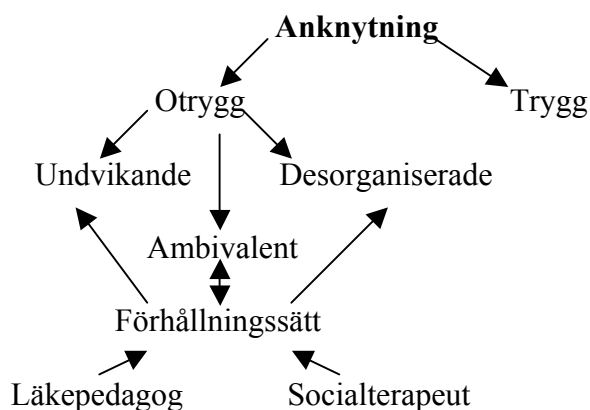 Anknytning
Otrygg Trygg
Undvikande Desorganiserade
Ambivalent
Förhållningssätt
Läkepedagog Socialterapeut